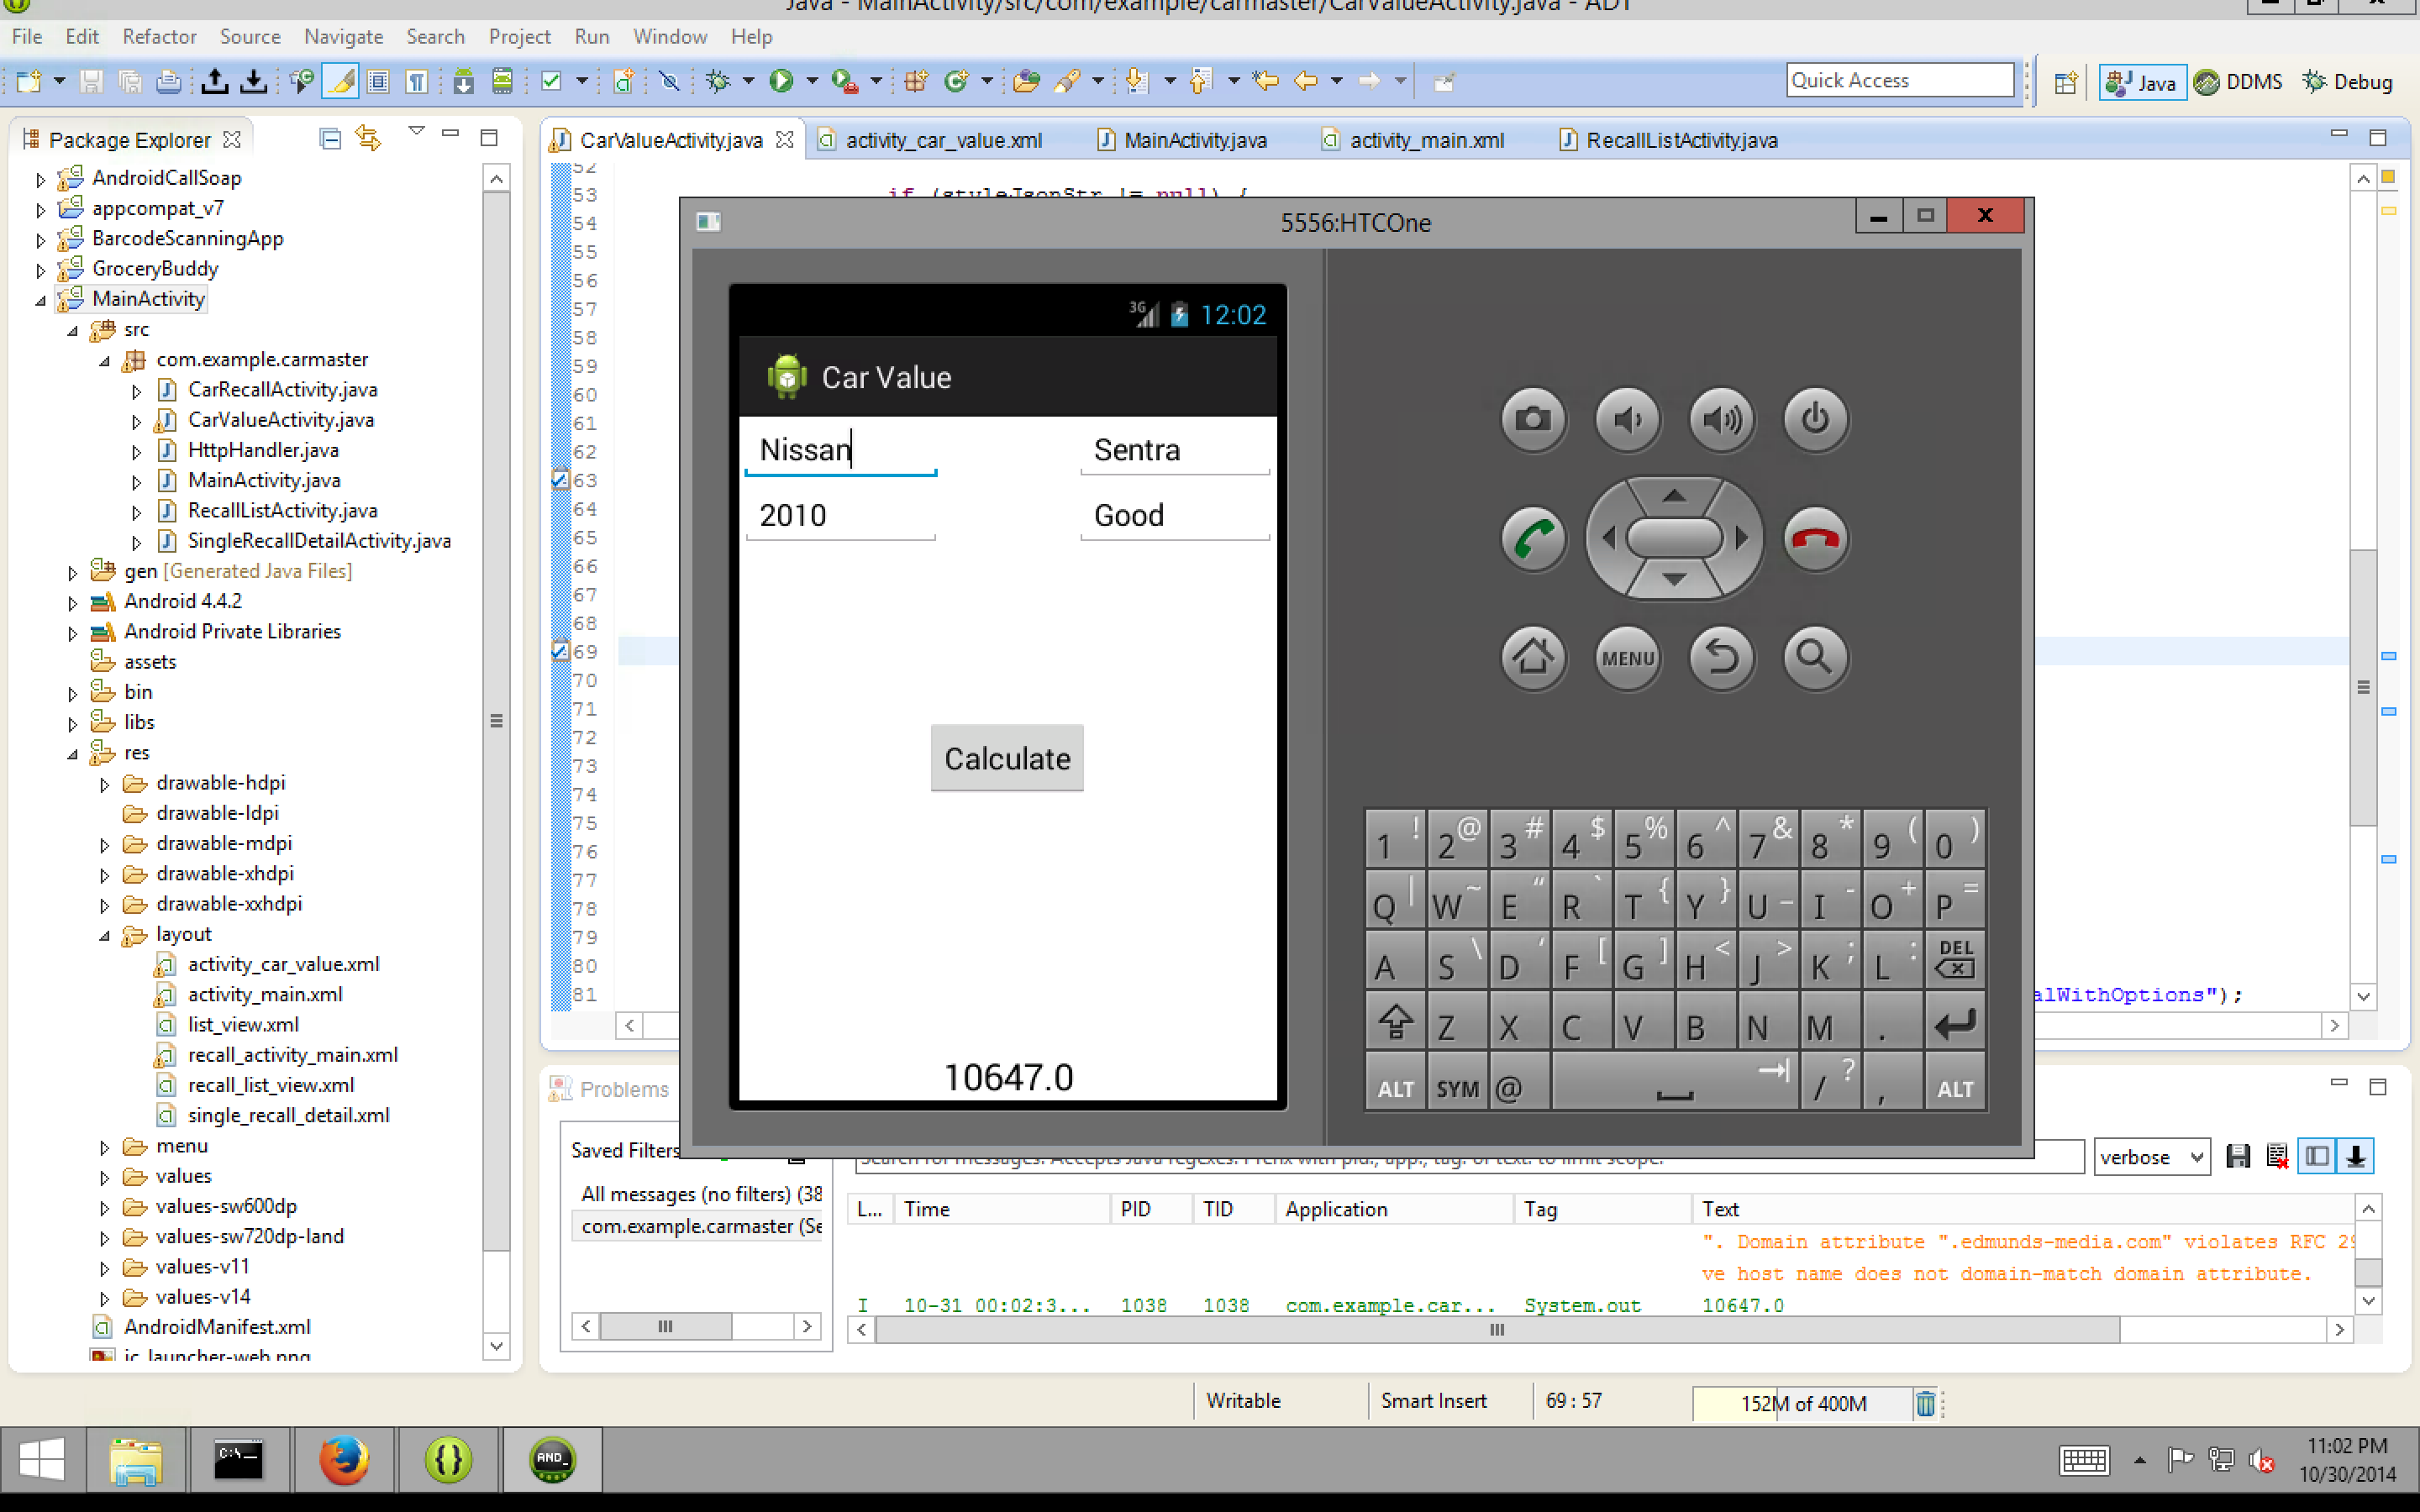 Java - MainActivity/src/com/example/carmaster/CarValueActivity.java - ADT
File Edit Refactor Source Navigate Search Project Run Window Help
Quick Access
Java
DDMS
Debug
Package Explorer
CarValueActivity.java
activity_car_value.xml
MainActivity.java
activity_main.xml
RecallListActivity.java
AndroidCallSoap
appcompat_v7
BarcodeScanningApp
GroceryBuddy
MainActivity
src
com.example.carmaster
CarRecallActivity.java
CarValueActivity.java
HttpHandler.java
MainActivity.java
RecallListActivity.java
SingleRecallDetailActivity.java
gen [Generated Java Files]
Android 4.4.2
Android Private Libraries
assets
bin
libs
res
drawable-hdpi
drawable-ldpi
drawable-mdpi
drawable-xhdpi
drawable-xxhdpi
layout
activity_car_value.xml
activity_main.xml
list_view.xml
recall_activity_main.xml
recall_list_view.xml
single_recall_detail.xml
menu
values
values-sw600dp
values-sw720dp-land
values-v11
values-v14
AndroidManifest.xml
ic_launcher-web.png
52
53 if (styleJsonStr != null) {
54
55
56
57
58
59
60
61
62
63
64
65
66
67
68
69
70
71
72
73
74
75
76
77
78
79
80
81 alWithOptions");
5556:HTCOne
3G 12:02
Car Value
Nissan Sentra
2010 Good
Calculate
10647.0
MENU
1 ! 2 @ 3 # 4 $ 5 % 6 ^ 7 & 8 * 9 ( 0 )
Q | W ~ E " R ` T { Y } U _ I - O + P =
A S \ D ' F [ G ] H < J > K ; L : DEL
Z X C V B N M .
ALT SYM @ / ? , ALT
Problems
Saved Filters
Search for messages. Accepts Java regexes. Prefix with pid:, app:, tag: or text: to limit scope.
verbose
All messages (no filters) (38
com.example.carmaster (Se
L... Time PID TID Application Tag Text
". Domain attribute ".edmunds-media.com" violates RFC 29
ve host name does not domain-match domain attribute.
I 10-31 00:02:3... 1038 1038 com.example.car... System.out 10647.0
Writable Smart Insert 69 : 57 152M of 400M
C:\
{}
AND_
11:02 PM
10/30/2014